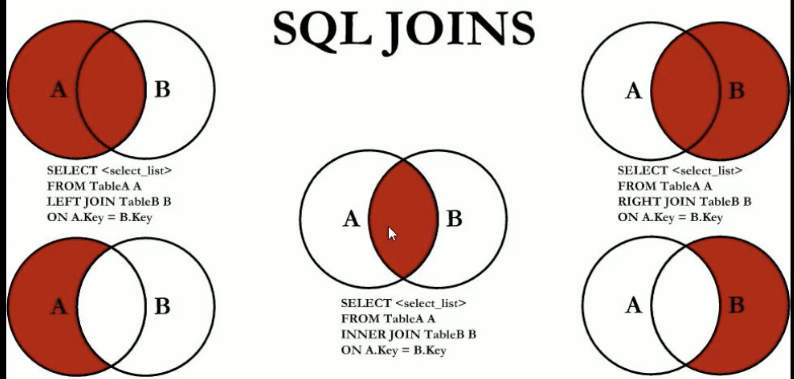 SQL JOINS
A B
SELECT <select_list>
FROM TableA A
LEFT JOIN TableB B
ON A.Key = B.Key
A B
A B
SELECT <select_list>
FROM TableA A
INNER JOIN TableB B
ON A.Key = B.Key
A B
SELECT <select_list>
FROM TableA A
RIGHT JOIN TableB B
ON A.Key = B.Key
A B